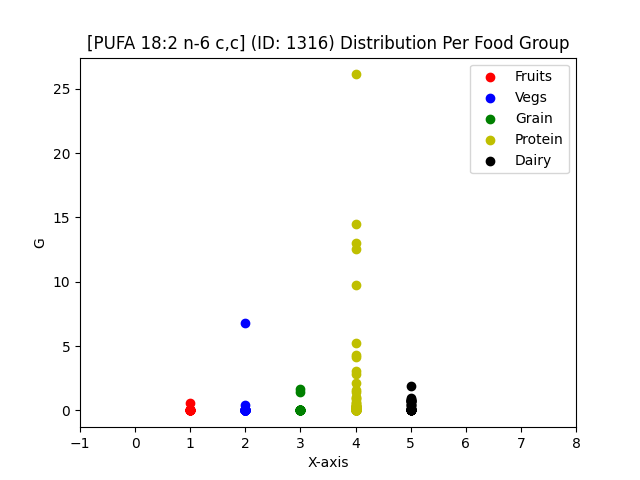 [PUFA 18:2 n-6 c,c] (ID: 1316) Distribution Per Food Group
Fruits
Vegs
Grain
Protein
Dairy
25
20
15
10
5
0
G
−1 0 1 2 3 4 5 6 7 8
X-axis